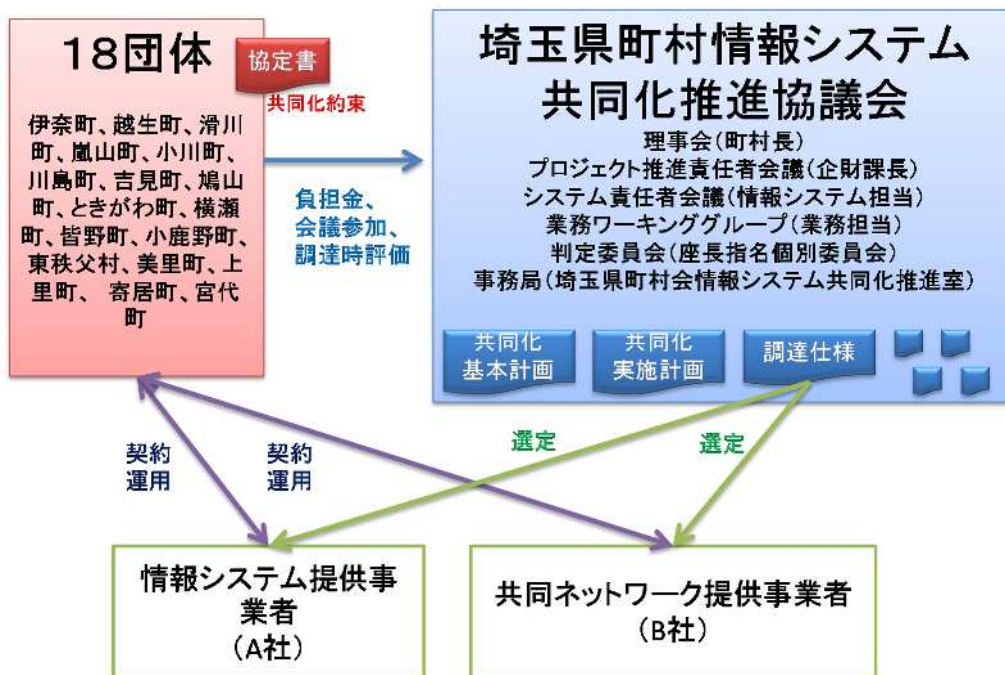 18団体
協定書
共同化約束
伊奈町、越生町、滑川
町、嵐山町、小川町、
川島町、吉見町、鳩山
町、ときがわ町、横瀬
町、皆野町、小鹿野町、
東秩父村、美里町、上
里町、 寄居町、宮代
町
負担金、
会議参加、
調達時評価
埼玉県町村情報システム
共同化推進協議会
理事会(町村長)
プロジェクト推進責任者会議(企財課長)
システム責任者会議(情報システム担当)
業務ワーキンググループ(業務担当)
判定委員会(座長指名個別委員会)
事務局(埼玉県町村会情報システム共同化推進室)
共同化
基本計画
共同化
実施計画
調達仕様
契約
運用
契約
運用
選定
選定
情報システム提供事
業者
(A社)
共同ネットワーク提供事業者
(B社)